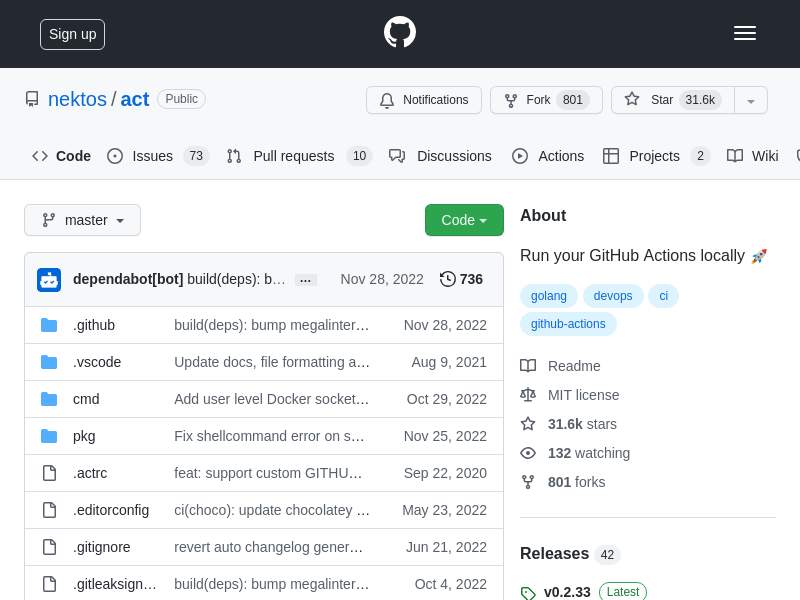 Sign up
nektos / act Public
Notifications Fork 801 Star 31.6k
Code Issues 73 Pull requests 10 Discussions Actions Projects 2 Wiki
master Code
dependabot[bot] build(deps): b… … Nov 28, 2022 736
.github build(deps): bump megalinter… Nov 28, 2022
.vscode Update docs, file formatting a… Aug 9, 2021
cmd Add user level Docker socket… Oct 29, 2022
pkg Fix shellcommand error on s… Nov 25, 2022
.actrc feat: support custom GITHU… Sep 22, 2020
.editorconfig ci(choco): update chocolatey … May 23, 2022
.gitignore revert auto changelog gener… Jun 21, 2022
.gitleaksign… build(deps): bump megalinter… Oct 4, 2022
About
Run your GitHub Actions locally 🚀
golang devops ci
github-actions
Readme
MIT license
31.6k stars
132 watching
801 forks
Releases 42
v0.2.33 Latest